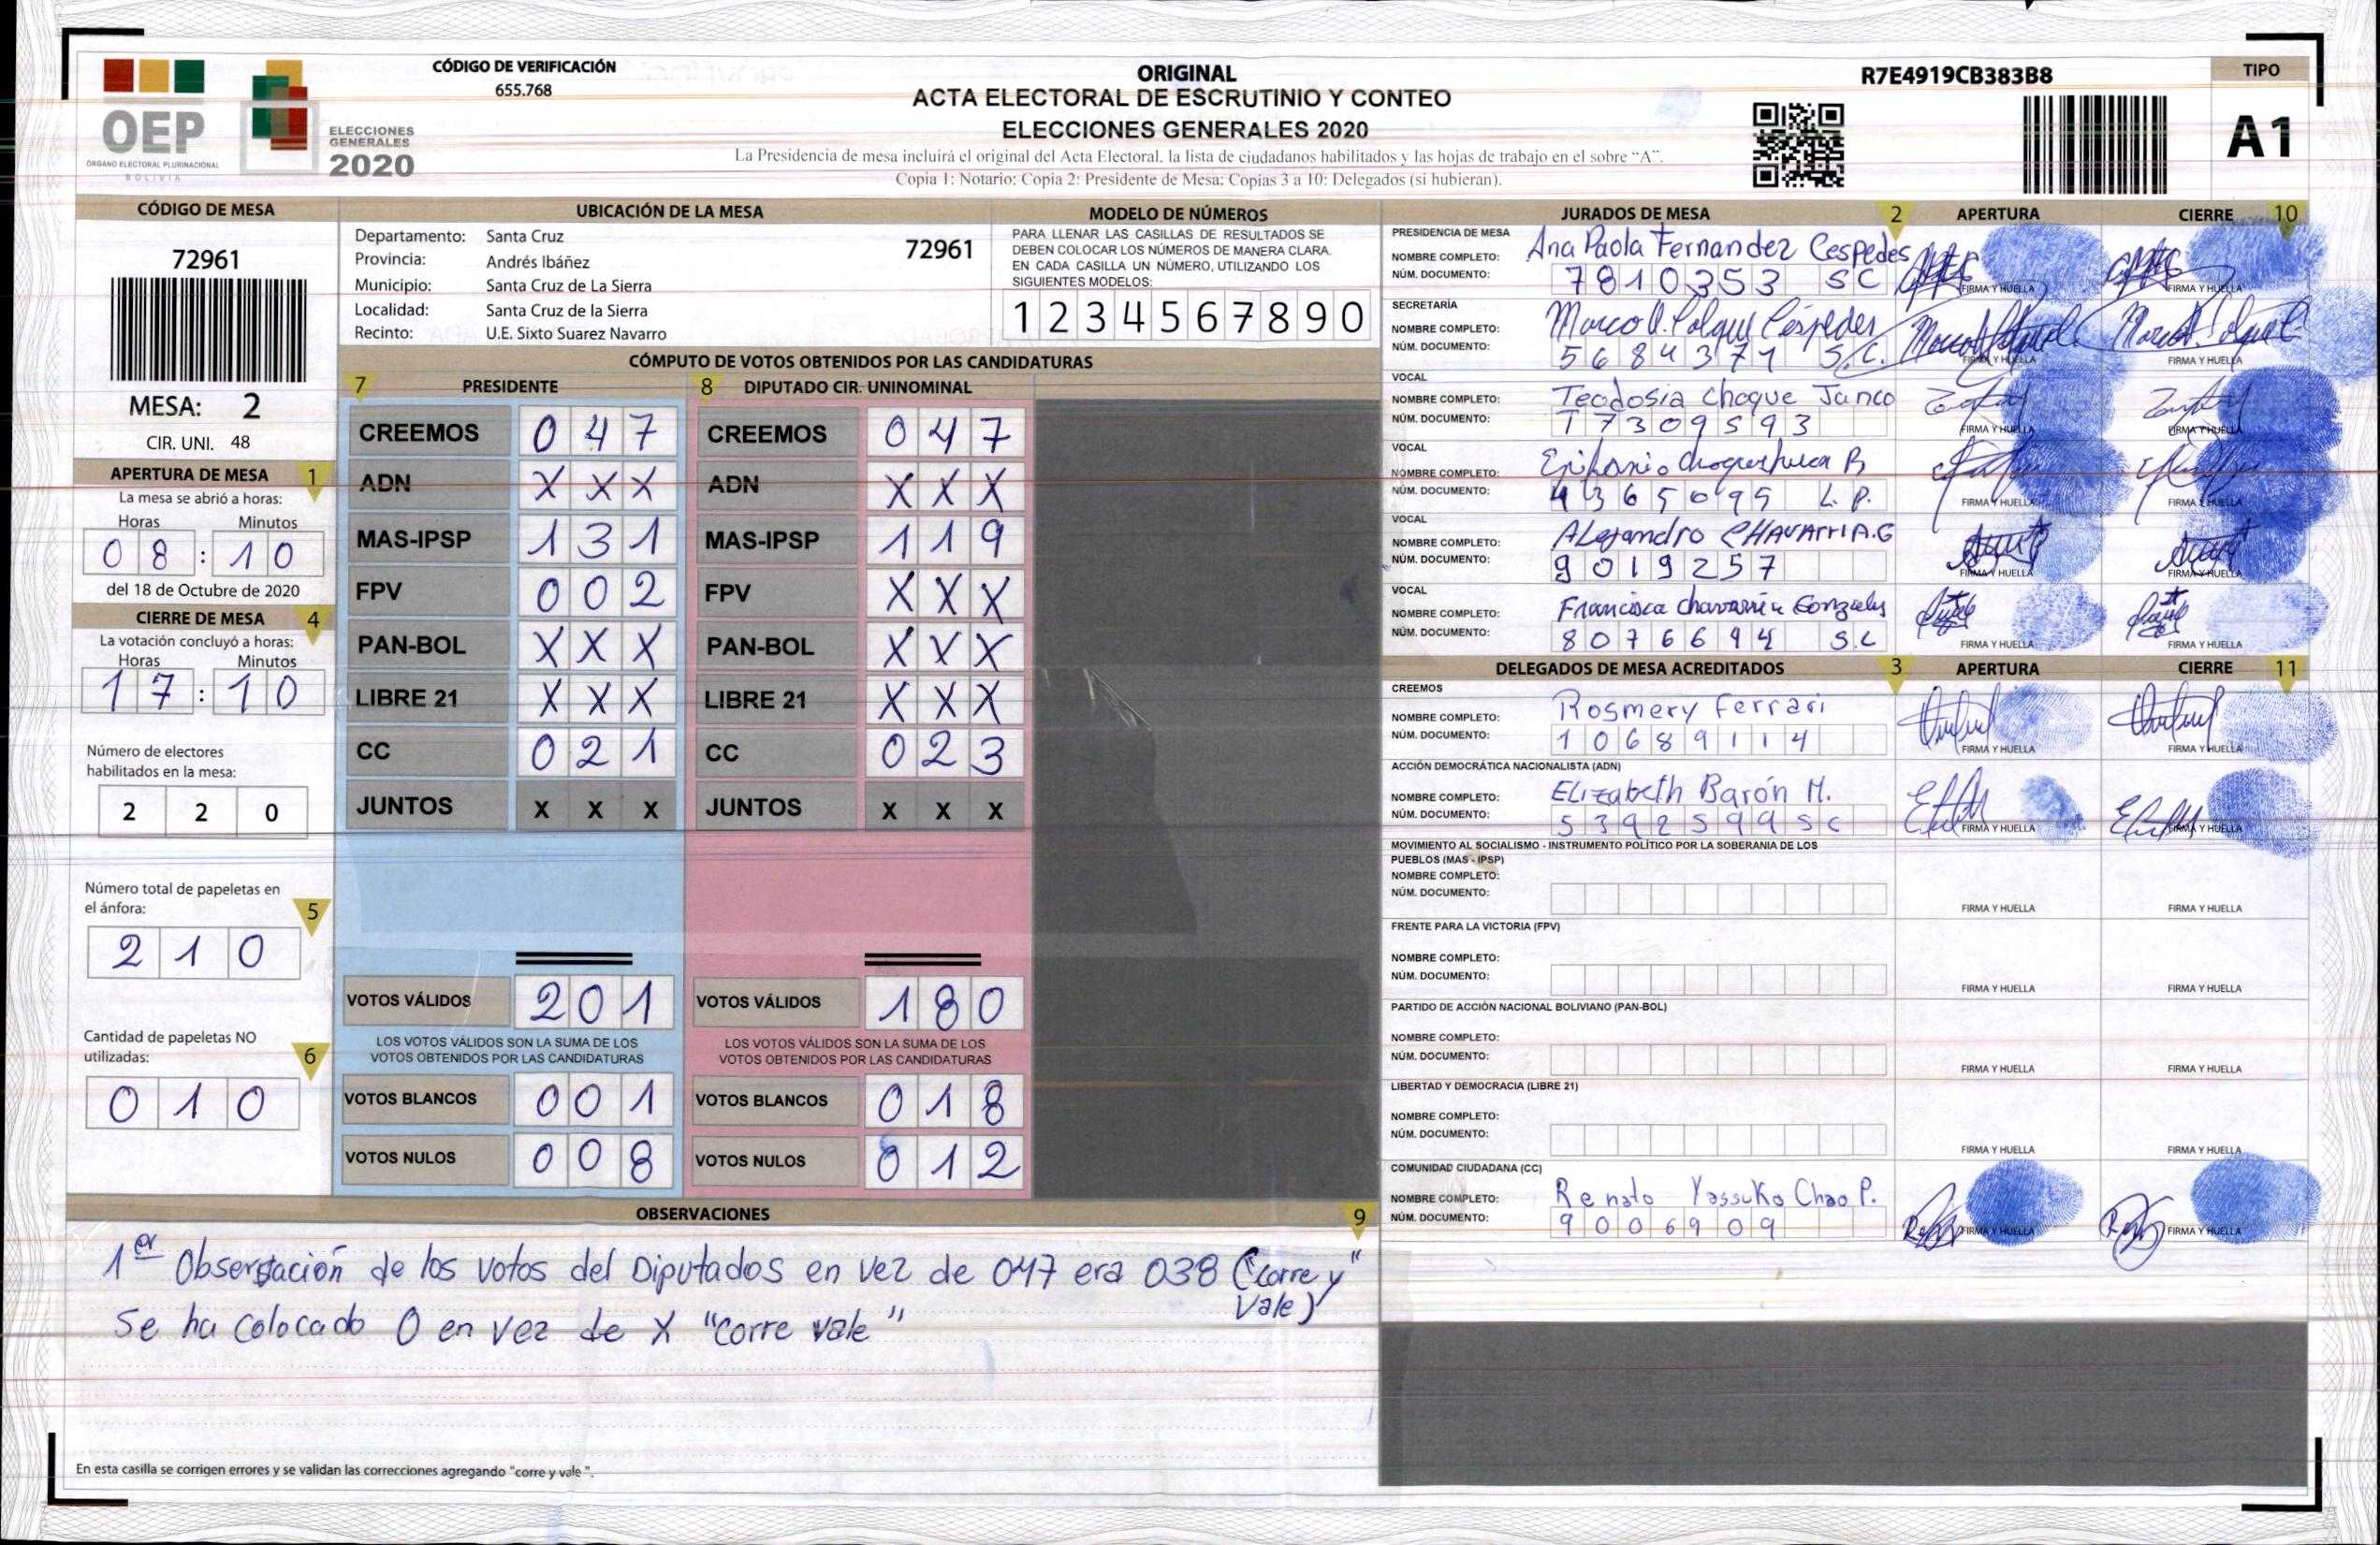 CÓDIGO DE VERIFICACIÓN
655.768
OEP
ÓRGANO ELECTORAL PLURINACIONAL
BOLIVIA
ELECCIONES
GENERALES
2020
ORIGINAL
ACTA ELECTORAL DE ESCRUTINIO Y CONTEO
ELECCIONES GENERALES 2020
La Presidencia de mesa incluirá el original del Acta Electoral, la lista de ciudadanos habilitados y las hojas de trabajo en el sobre "A".
Copia 1: Notario; Copia 2: Presidente de Mesa; Copias 3 a 10: Delegados (si hubieran).
R7E4919CB383B8
TIPO
A1
CÓDIGO DE MESA
72961
MESA: 2
CIR. UNI. 48
APERTURA DE MESA 1
La mesa se abrió a horas:
Horas Minutos
08:10
del 18 de Octubre de 2020
CIERRE DE MESA 4
La votación concluyó a horas:
Horas Minutos
17:10
Número de electores
habilitados en la mesa:
2 2 0
Número total de papeletas en
el ánfora: 5
2 1 0
Cantidad de papeletas NO
utilizadas: 6
0 1 0
UBICACIÓN DE LA MESA
Departamento: Santa Cruz
Provincia: Andrés Ibáñez
Municipio: Santa Cruz de La Sierra
Localidad: Santa Cruz de la Sierra
Recinto: U.E. Sixto Suarez Navarro
72961
MODELO DE NÚMEROS
PARA LLENAR LAS CASILLAS DE RESULTADOS SE
DEBEN COLOCAR LOS NÚMEROS DE MANERA CLARA.
EN CADA CASILLA UN NÚMERO, UTILIZANDO LOS
SIGUIENTES MODELOS:
1 2 3 4 5 6 7 8 9 0
CÓMPUTO DE VOTOS OBTENIDOS POR LAS CANDIDATURAS
7 PRESIDENTE
CREEMOS 0 4 7
ADN X X X
MAS-IPSP 1 3 1
FPV 0 0 2
PAN-BOL X X X
LIBRE 21 X X X
CC 0 2 1
JUNTOS X X X
VOTOS VÁLIDOS 2 0 1
LOS VOTOS VÁLIDOS SON LA SUMA DE LOS
VOTOS OBTENIDOS POR LAS CANDIDATURAS
VOTOS BLANCOS 0 0 1
VOTOS NULOS 0 0 8
8 DIPUTADO CIR. UNINOMINAL
CREEMOS 0 4 7
ADN X X X
MAS-IPSP 1 1 9
FPV X X X
PAN-BOL X X X
LIBRE 21 X X X
CC 0 2 3
JUNTOS X X X
VOTOS VÁLIDOS 1 8 0
LOS VOTOS VÁLIDOS SON LA SUMA DE LOS
VOTOS OBTENIDOS POR LAS CANDIDATURAS
VOTOS BLANCOS 0 1 8
VOTOS NULOS 0 1 2
OBSERVACIONES 9
1er Observación de los votos del Diputados en vez de 047 era 038 ("Corre y"
Vale)
Se ha colocado 0 en vez de X "corre vale"
En esta casilla se corrigen errores y se validan las correcciones agregando "corre y vale".
JURADOS DE MESA 2 APERTURA CIERRE 10
PRESIDENCIA DE MESA
NOMBRE COMPLETO: Ana Paola Fernandez Cespedes
NÚM. DOCUMENTO: 7810353 SC
FIRMA Y HUELLA FIRMA Y HUELLA
SECRETARÍA
NOMBRE COMPLETO: Marco Céspedes
NÚM. DOCUMENTO: 5684371 S.C.
FIRMA Y HUELLA FIRMA Y HUELLA
VOCAL
NOMBRE COMPLETO: Teodosia Choque Janco
NÚM. DOCUMENTO: T7309593
FIRMA Y HUELLA FIRMA Y HUELLA
VOCAL
NOMBRE COMPLETO: Epifanio
NÚM. DOCUMENTO: 4365095 L.P.
FIRMA Y HUELLA FIRMA Y HUELLA
VOCAL
NOMBRE COMPLETO: ALejandro CHAVArriA.G
NÚM. DOCUMENTO: 9019257
FIRMA Y HUELLA FIRMA Y HUELLA
VOCAL
NOMBRE COMPLETO: Francisca Chavarria Gonzales
NÚM. DOCUMENTO: 8076694 S.C
FIRMA Y HUELLA FIRMA Y HUELLA
DELEGADOS DE MESA ACREDITADOS 3 APERTURA CIERRE 11
CREEMOS
NOMBRE COMPLETO: Rosmery Ferrari
NÚM. DOCUMENTO: 10689114
FIRMA Y HUELLA FIRMA Y HUELLA
ACCIÓN DEMOCRÁTICA NACIONALISTA (ADN)
NOMBRE COMPLETO: Elizabeth Barón M.
NÚM. DOCUMENTO: 5392599 SC
FIRMA Y HUELLA FIRMA Y HUELLA
MOVIMIENTO AL SOCIALISMO - INSTRUMENTO POLÍTICO POR LA SOBERANIA DE LOS
PUEBLOS (MAS - IPSP)
NOMBRE COMPLETO:
NÚM. DOCUMENTO:
FIRMA Y HUELLA FIRMA Y HUELLA
FRENTE PARA LA VICTORIA (FPV)
NOMBRE COMPLETO:
NÚM. DOCUMENTO:
FIRMA Y HUELLA FIRMA Y HUELLA
PARTIDO DE ACCIÓN NACIONAL BOLIVIANO (PAN-BOL)
NOMBRE COMPLETO:
NÚM. DOCUMENTO:
FIRMA Y HUELLA FIRMA Y HUELLA
LIBERTAD Y DEMOCRACIA (LIBRE 21)
NOMBRE COMPLETO:
NÚM. DOCUMENTO:
FIRMA Y HUELLA FIRMA Y HUELLA
COMUNIDAD CIUDADANA (CC)
NOMBRE COMPLETO: Renato Yassuko Chao P.
NÚM. DOCUMENTO: 9006909
FIRMA Y HUELLA FIRMA Y HUELLA